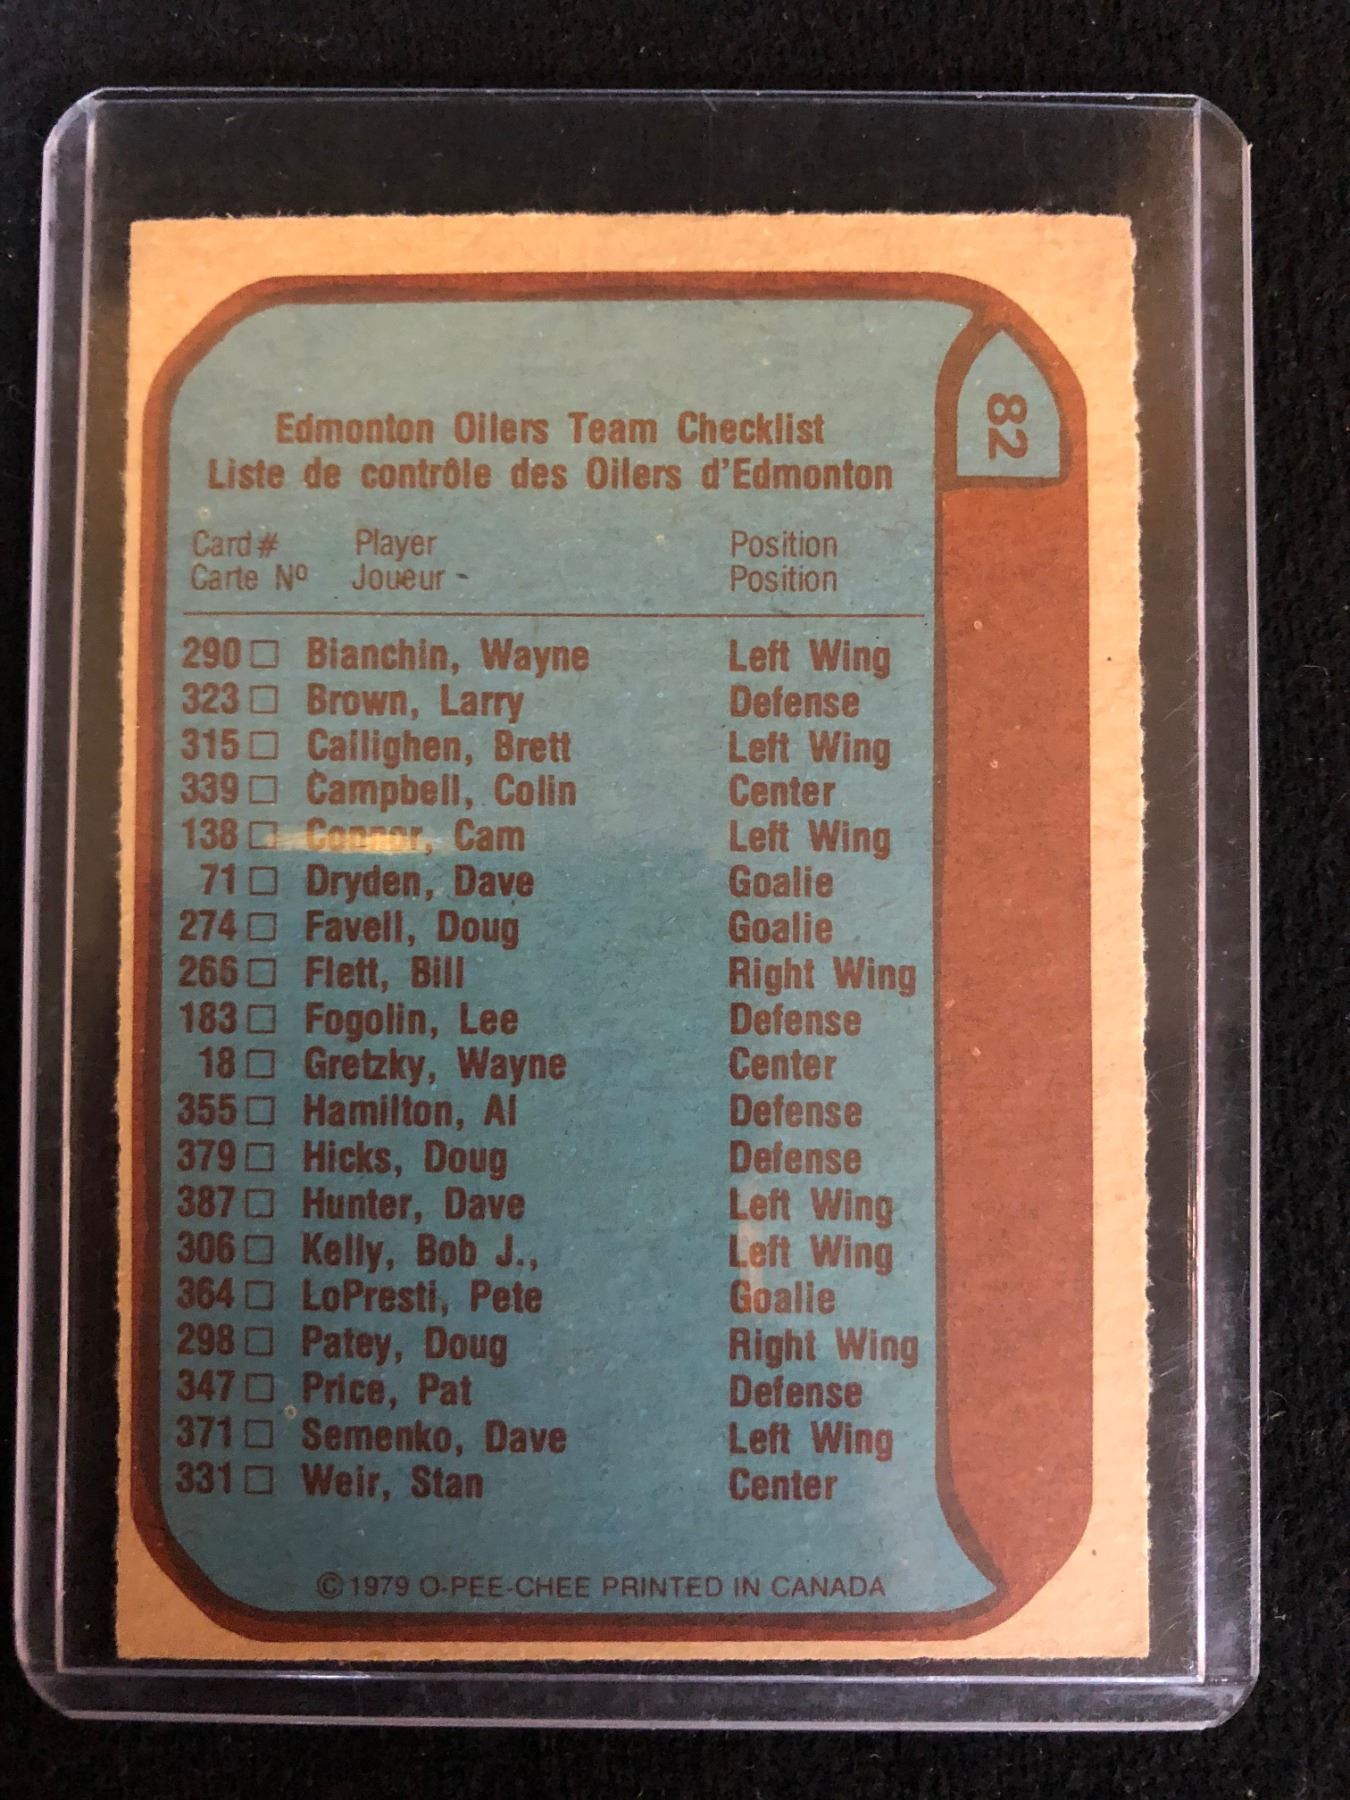 82
Edmonton Oilers Team Checklist
Liste de contrôle des Oilers d'Edmonton
Card # Player Position
Carte Nº Joueur Position
290 □ Bianchin, Wayne Left Wing
323 □ Brown, Larry Defense
315 □ Callighen, Brett Left Wing
339 □ Campbell, Colin Center
138 □ Connor, Cam Left Wing
71 □ Dryden, Dave Goalie
274 □ Favell, Doug Goalie
266 □ Flett, Bill Right Wing
183 □ Fogolin, Lee Defense
18 □ Gretzky, Wayne Center
355 □ Hamilton, Al Defense
379 □ Hicks, Doug Defense
387 □ Hunter, Dave Left Wing
306 □ Kelly, Bob J., Left Wing
364 □ LoPresti, Pete Goalie
298 □ Patey, Doug Right Wing
347 □ Price, Pat Defense
371 □ Semenko, Dave Left Wing
331 □ Weir, Stan Center
© 1979 O-PEE-CHEE PRINTED IN CANADA